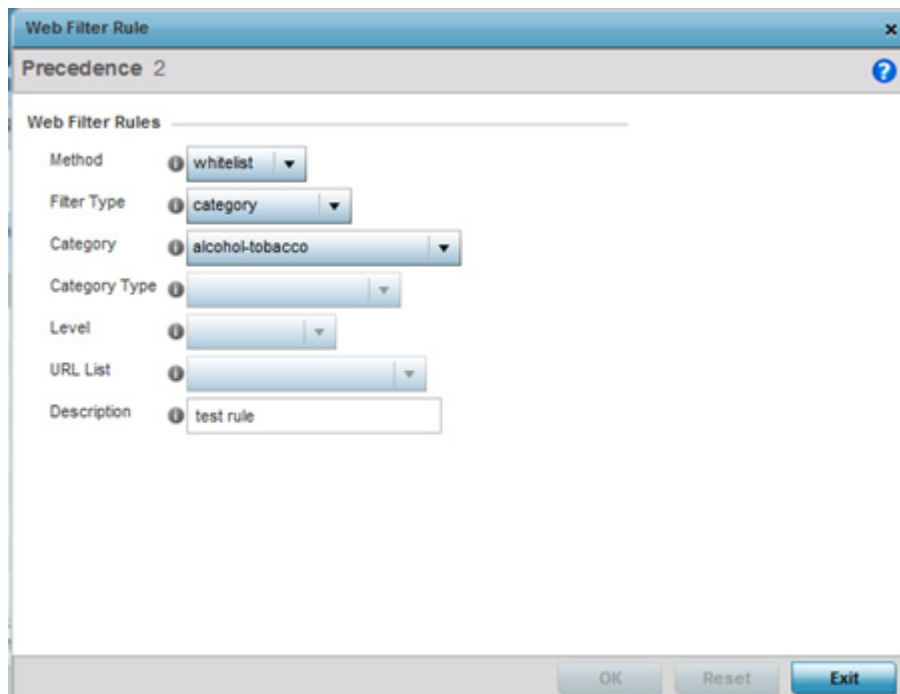 Web Filter Rule
Precedence 2
Web Filter Rules
Method whitelist
Filter Type category
Category alcohol-tobacco
Category Type
Level
URL List
Description test rule
OK Reset Exit